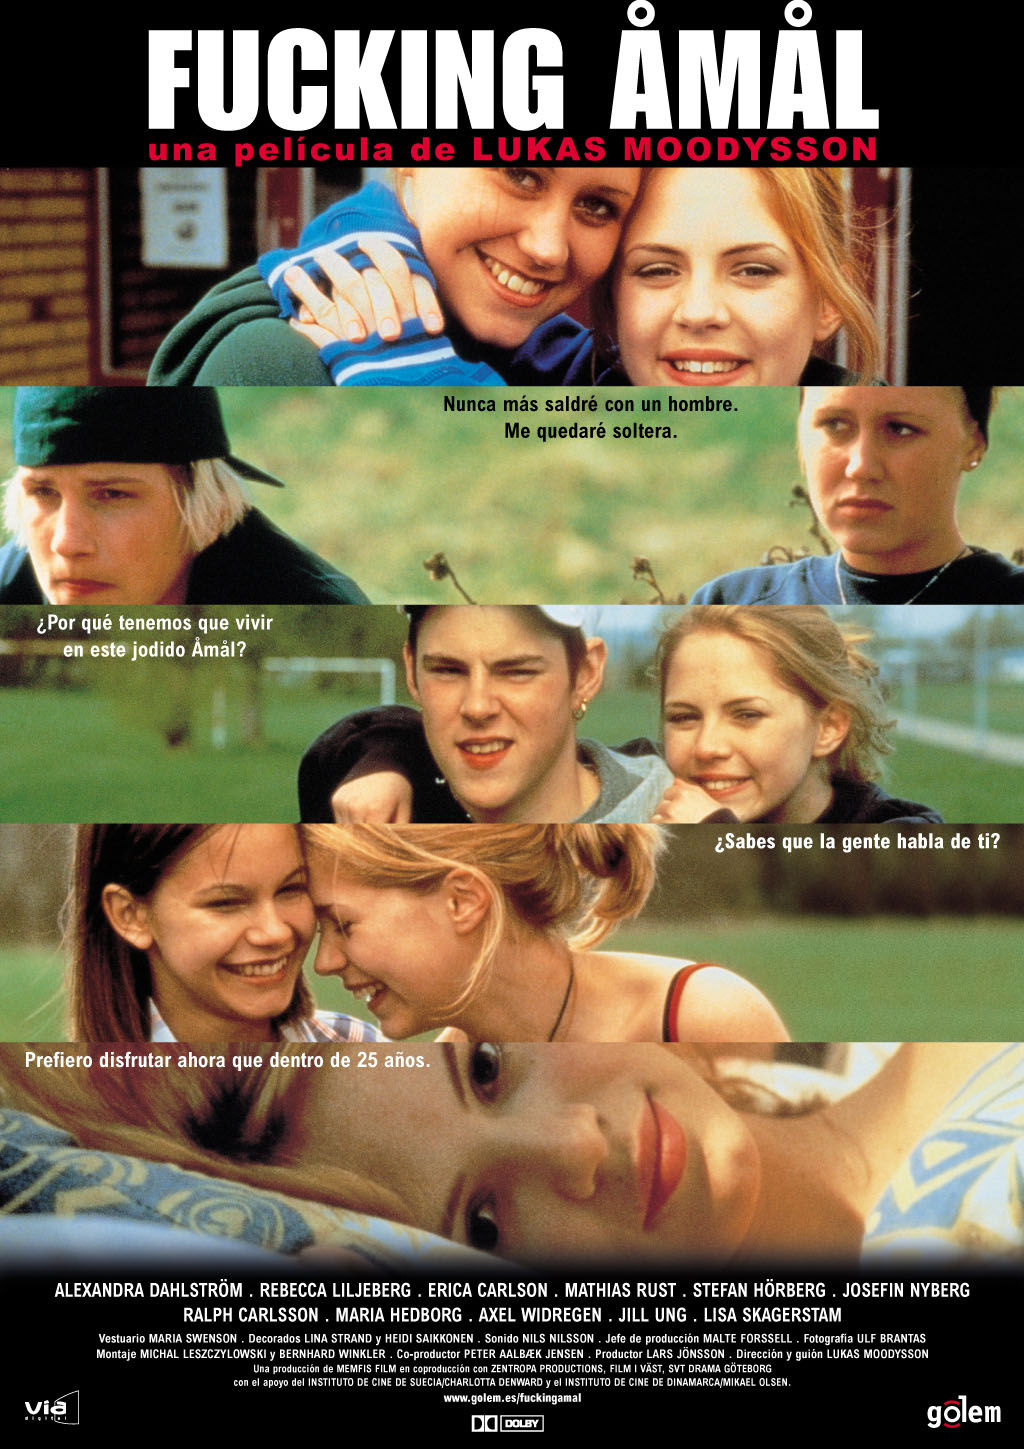 FUCKING ÅMÅL
una película de LUKAS MOODYSSON
Nunca más saldré con un hombre.
Me quedaré soltera.
¿Por qué tenemos que vivir
en este jodido Åmål?
¿Sabes que la gente habla de ti?
Prefiero disfrutar ahora que dentro de 25 años.
ALEXANDRA DAHLSTRÖM . REBECCA LILJEBERG . ERICA CARLSON . MATHIAS RUST . STEFAN HÖRBERG . JOSEFIN NYBERG
RALPH CARLSSON . MARIA HEDBORG . AXEL WIDREGEN . JILL UNG . LISA SKAGERSTAM
Vestuario MARIA SWENSON . Decorados LINA STRAND y HEIDI SAIKKONEN . Sonido NILS NILSSON . Jefe de producción MALTE FORSSELL . Fotografia ULF BRANTAS
Montaje MICHAL LESZCZYLOWSKI y BERNHARD WINKLER . Co-productor PETER AALBÆK JENSEN . Productor LARS JÖNSSON . Dirección y guión LUKAS MOODYSSON
Una producción de MEMFIS FILM en coproducción con ZENTROPA PRODUCTIONS, FILM I VÄST, SVT DRAMA GÖTEBORG
con el apoyo del INSTITUTO DE CINE DE SUECIA/CHARLOTTA DENWARD y el INSTITUTO DE CINE DE DINAMARCA/MIKAEL OLSEN.
www.golem.es/fuckingamal
vía digital
DOLBY
golem